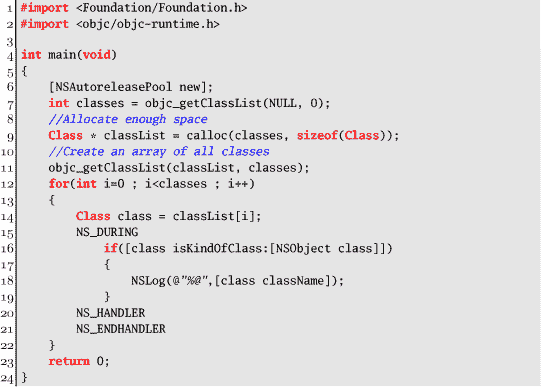 1 #import <Foundation/Foundation.h>
2 #import <objc/objc-runtime.h>
3
4 int main(void)
5 {
6     [NSAutoreleasePool new];
7     int classes = objc_getClassList(NULL, 0);
8     //Allocate enough space
9     Class * classList = calloc(classes, sizeof(Class));
10     //Create an array of all classes
11     objc_getClassList(classList, classes);
12     for(int i=0 ; i<classes ; i++)
13     {
14         Class class = classList[i];
15         NS_DURING
16             if([class isKindOfClass:[NSObject class]])
17             {
18                 NSLog(@"%@",[class className]);
19             }
20         NS_HANDLER
21         NS_ENDHANDLER
22     }
23     return 0;
24 }